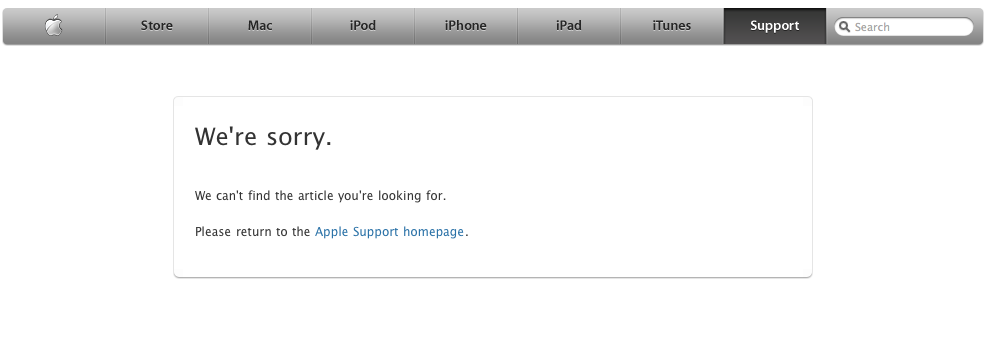 Store Mac iPod iPhone iPad iTunes Support Search
We're sorry.
We can't find the article you're looking for.
Please return to the Apple Support homepage.